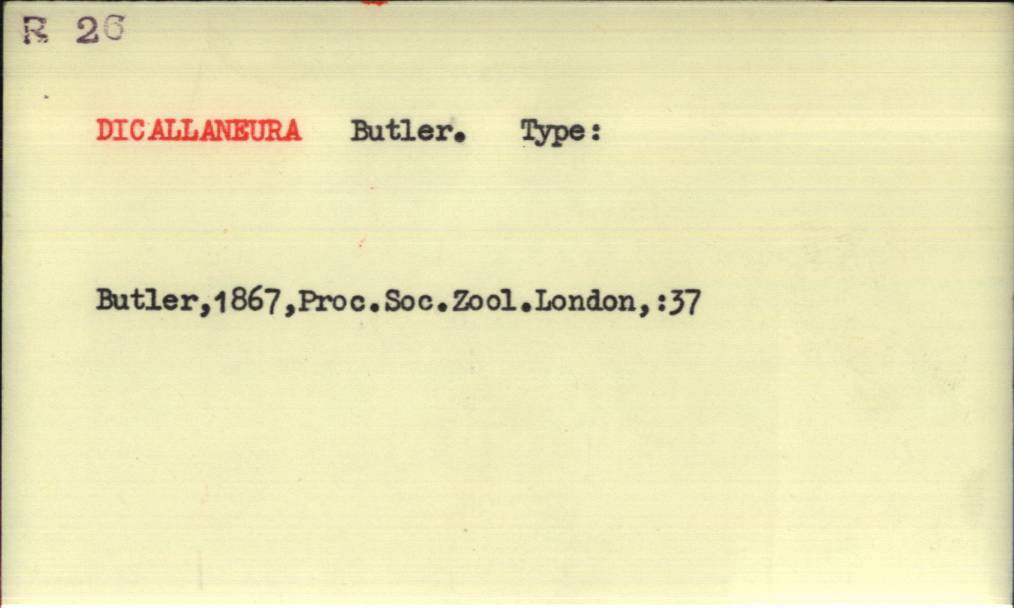 R 26
DICALLANEURA Butler. Type:
Butler,1867,Proc.Soc.Zool.London,:37